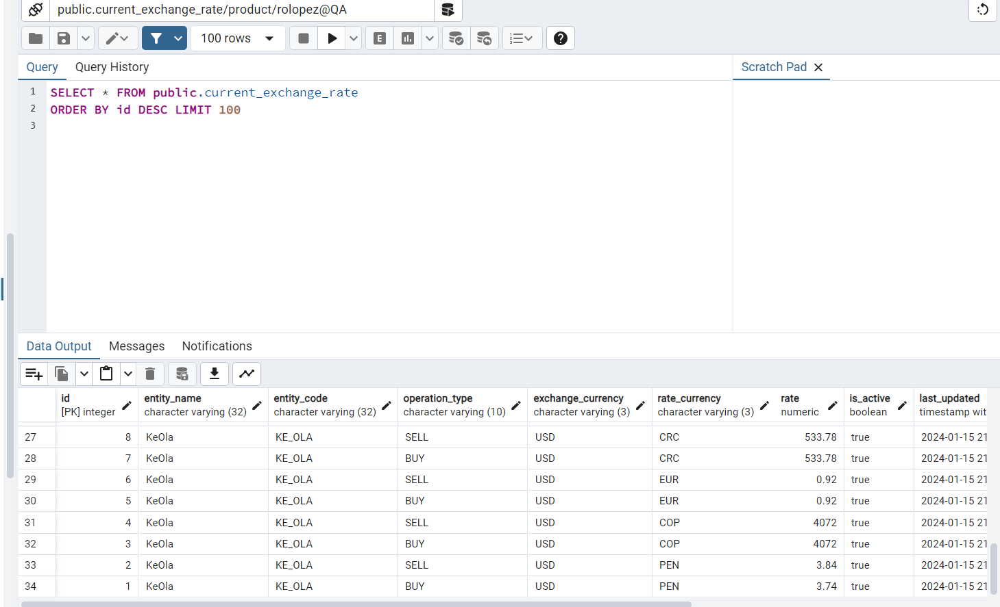 public.current_exchange_rate/product/rolopez@QA
100 rows
E
Query Query History Scratch Pad
1 SELECT * FROM public.current_exchange_rate
2 ORDER BY id DESC LIMIT 100
3
Data Output Messages Notifications
id entity_name entity_code operation_type exchange_currency rate_currency rate is_active last_updated
[PK] integer character varying (32) character varying (32) character varying (10) character varying (3) character varying (3) numeric boolean timestamp wit
27 8 KeOla KE_OLA SELL USD CRC 533.78 true 2024-01-15 21
28 7 KeOla KE_OLA BUY USD CRC 533.78 true 2024-01-15 21
29 6 KeOla KE_OLA SELL USD EUR 0.92 true 2024-01-15 21
30 5 KeOla KE_OLA BUY USD EUR 0.92 true 2024-01-15 21
31 4 KeOla KE_OLA SELL USD COP 4072 true 2024-01-15 21
32 3 KeOla KE_OLA BUY USD COP 4072 true 2024-01-15 21
33 2 KeOla KE_OLA SELL USD PEN 3.84 true 2024-01-15 21
34 1 KeOla KE_OLA BUY USD PEN 3.74 true 2024-01-15 21